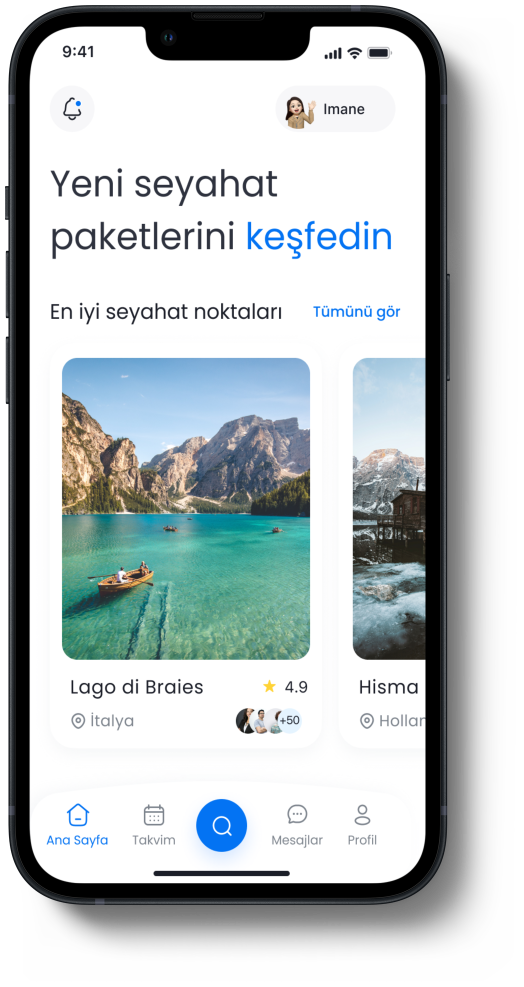 9:41
Imane
Yeni seyahat
paketlerini keşfedin
En iyi seyahat noktaları
Tümünü gör
Lago di Braies
4.9
İtalya
+50
Hisma
Hollan
Ana Sayfa
Takvim
Mesajlar
Profil